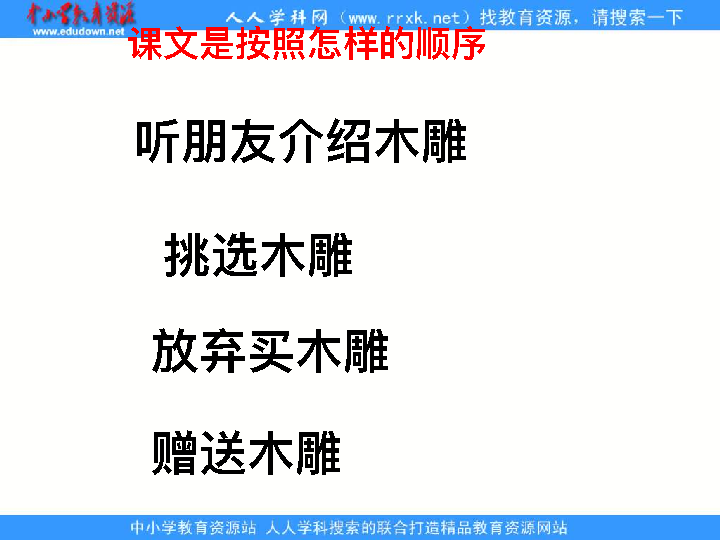 中小学教育资源
www.edudown.net
人人学科网（www.rrxk.net）找教育资源，请搜索一下
课文是按照怎样的顺序
听朋友介绍木雕
挑选木雕
放弃买木雕
赠送木雕
中小学教育资源站 人人学科搜索的联合打造精品教育资源网站